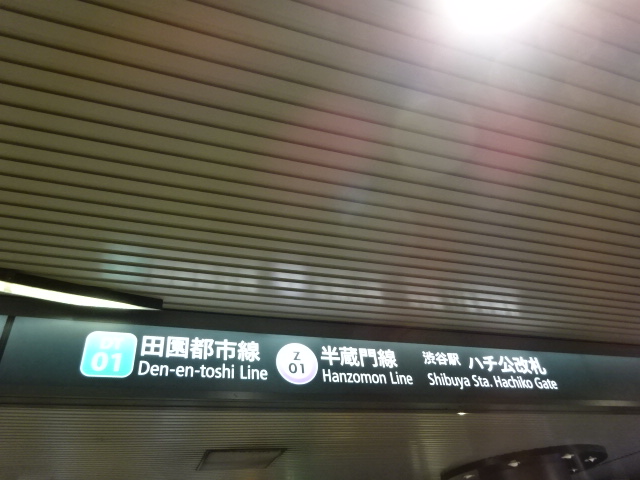 DT
01
田園都市線
Den-en-toshi Line
Z
01
半蔵門線
Hanzomon Line
渋谷駅 ハチ公改札
Shibuya Sta. Hachiko Gate